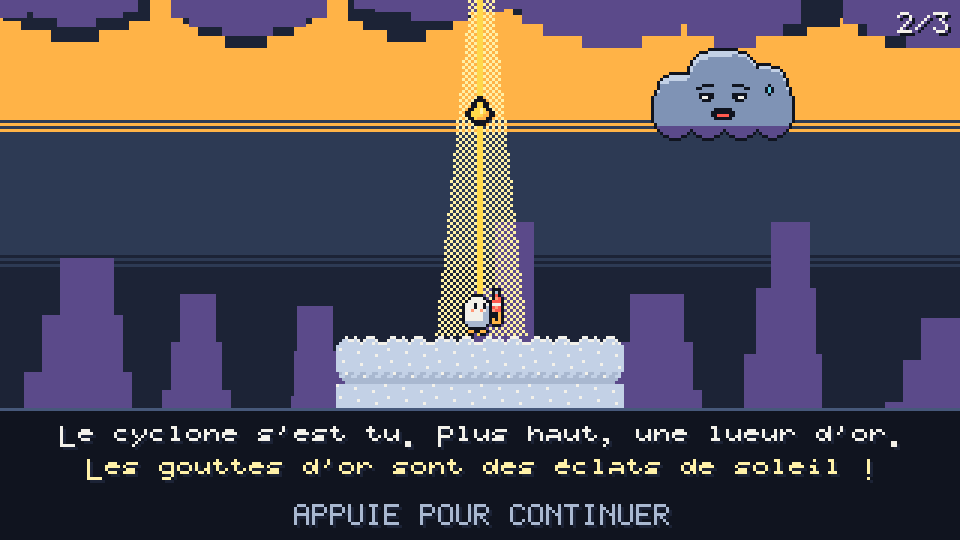 2/3
Le cyclone s'est tu. Plus haut, une lueur d'or.
Les gouttes d'or sont des éclats de soleil !
APPUIE POUR CONTINUER